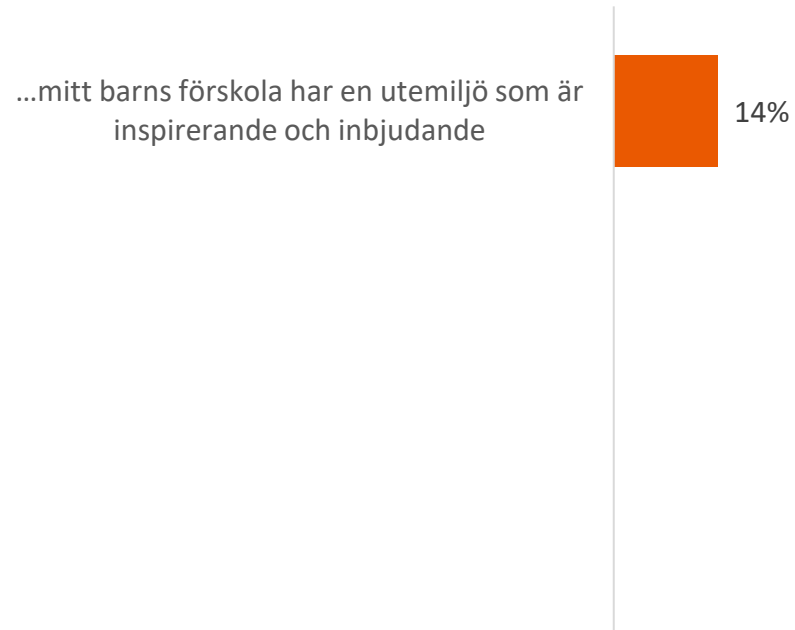 …mitt barns förskola har en utemiljö som är
inspirerande och inbjudande
14%